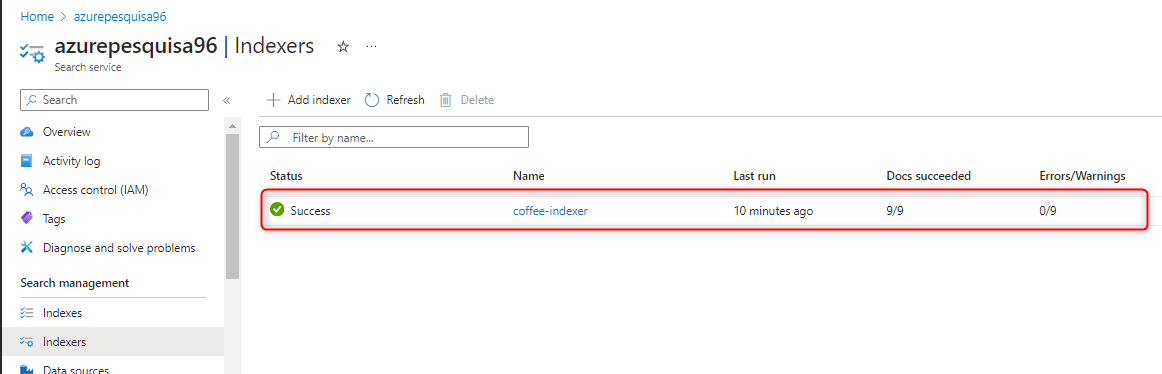 Home > azurepesquisa96
azurepesquisa96 | Indexers ☆ ...
Search service
Search «
Overview
Activity log
Access control (IAM)
Tags
Diagnose and solve problems
Search management
Indexes
Indexers
Data sources
+ Add indexer Refresh Delete
Filter by name...
Status Name Last run Docs succeeded Errors/Warnings
Success coffee-indexer 10 minutes ago 9/9 0/9